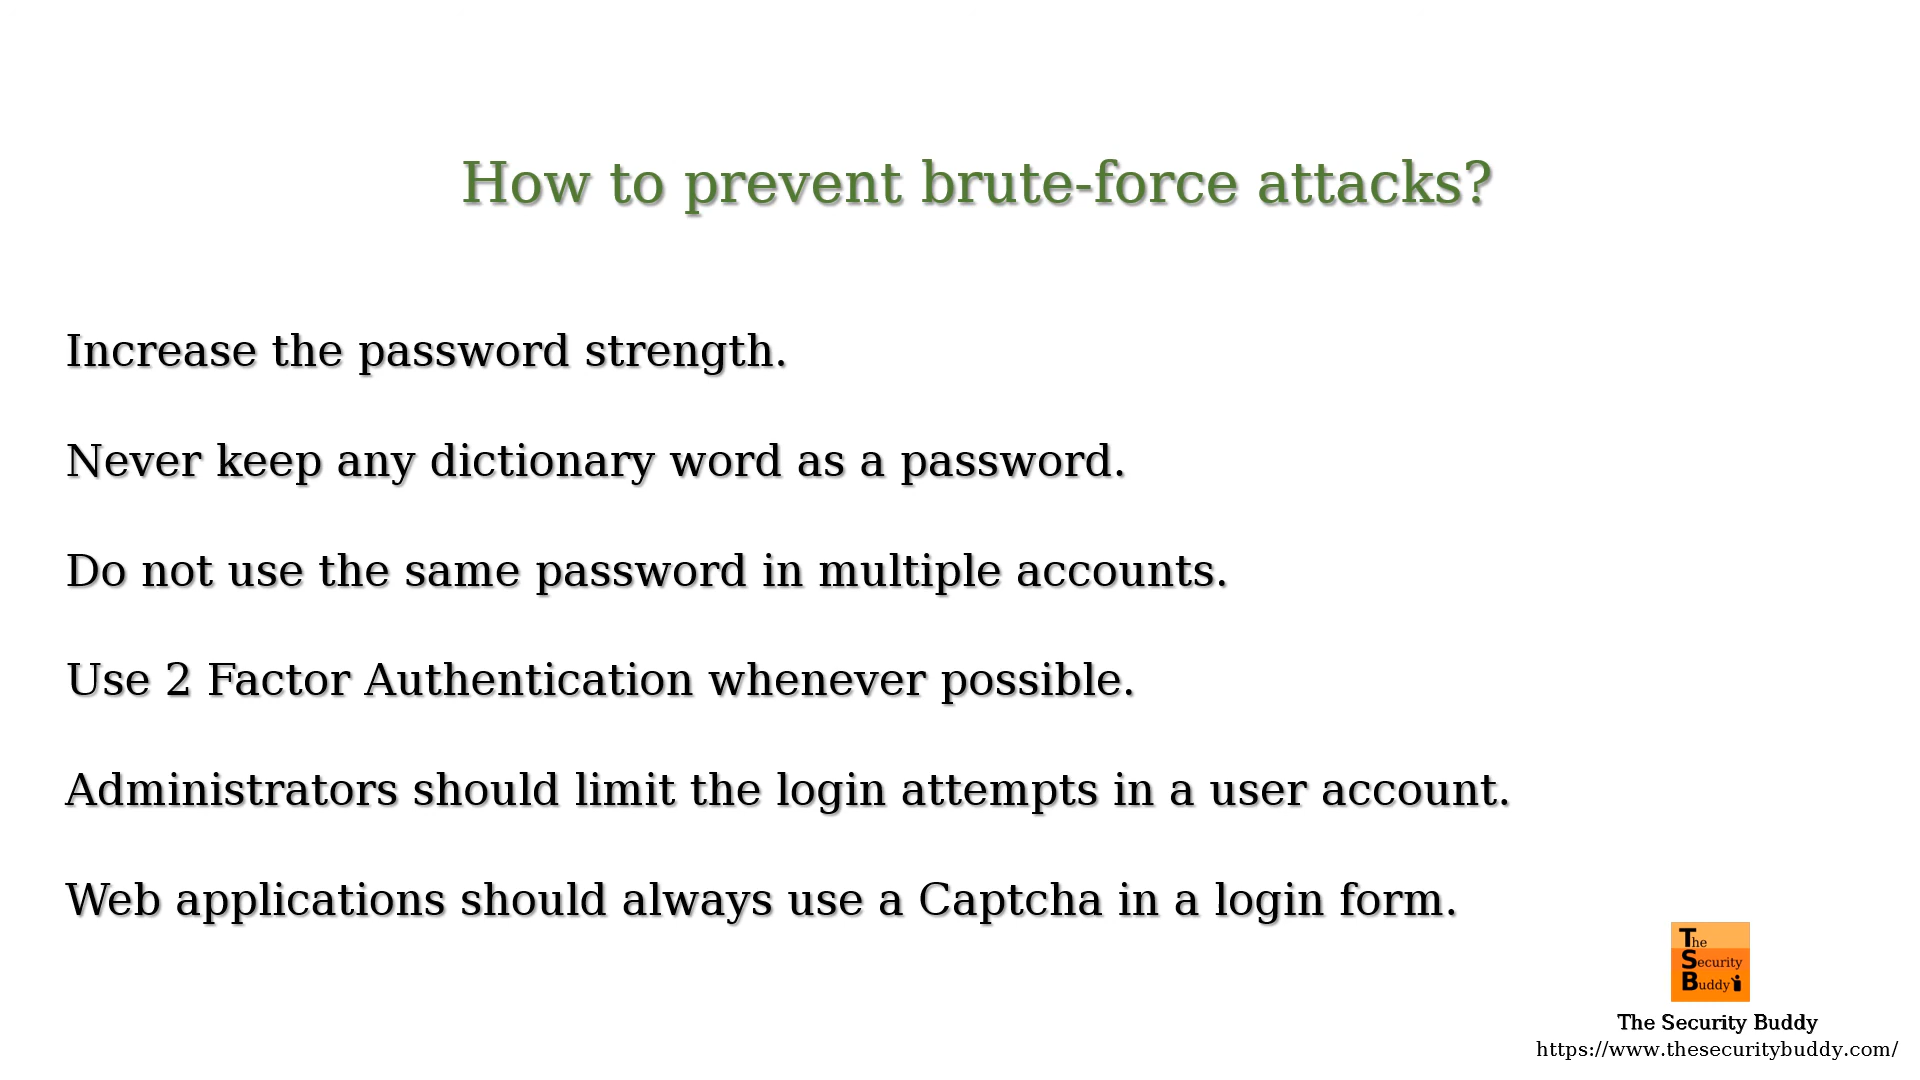 How to prevent brute-force attacks?
Increase the password strength.
Never keep any dictionary word as a password.
Do not use the same password in multiple accounts.
Use 2 Factor Authentication whenever possible.
Administrators should limit the login attempts in a user account.
Web applications should always use a Captcha in a login form.
The
Security
Buddy
The Security Buddy
https://www.thesecuritybuddy.com/